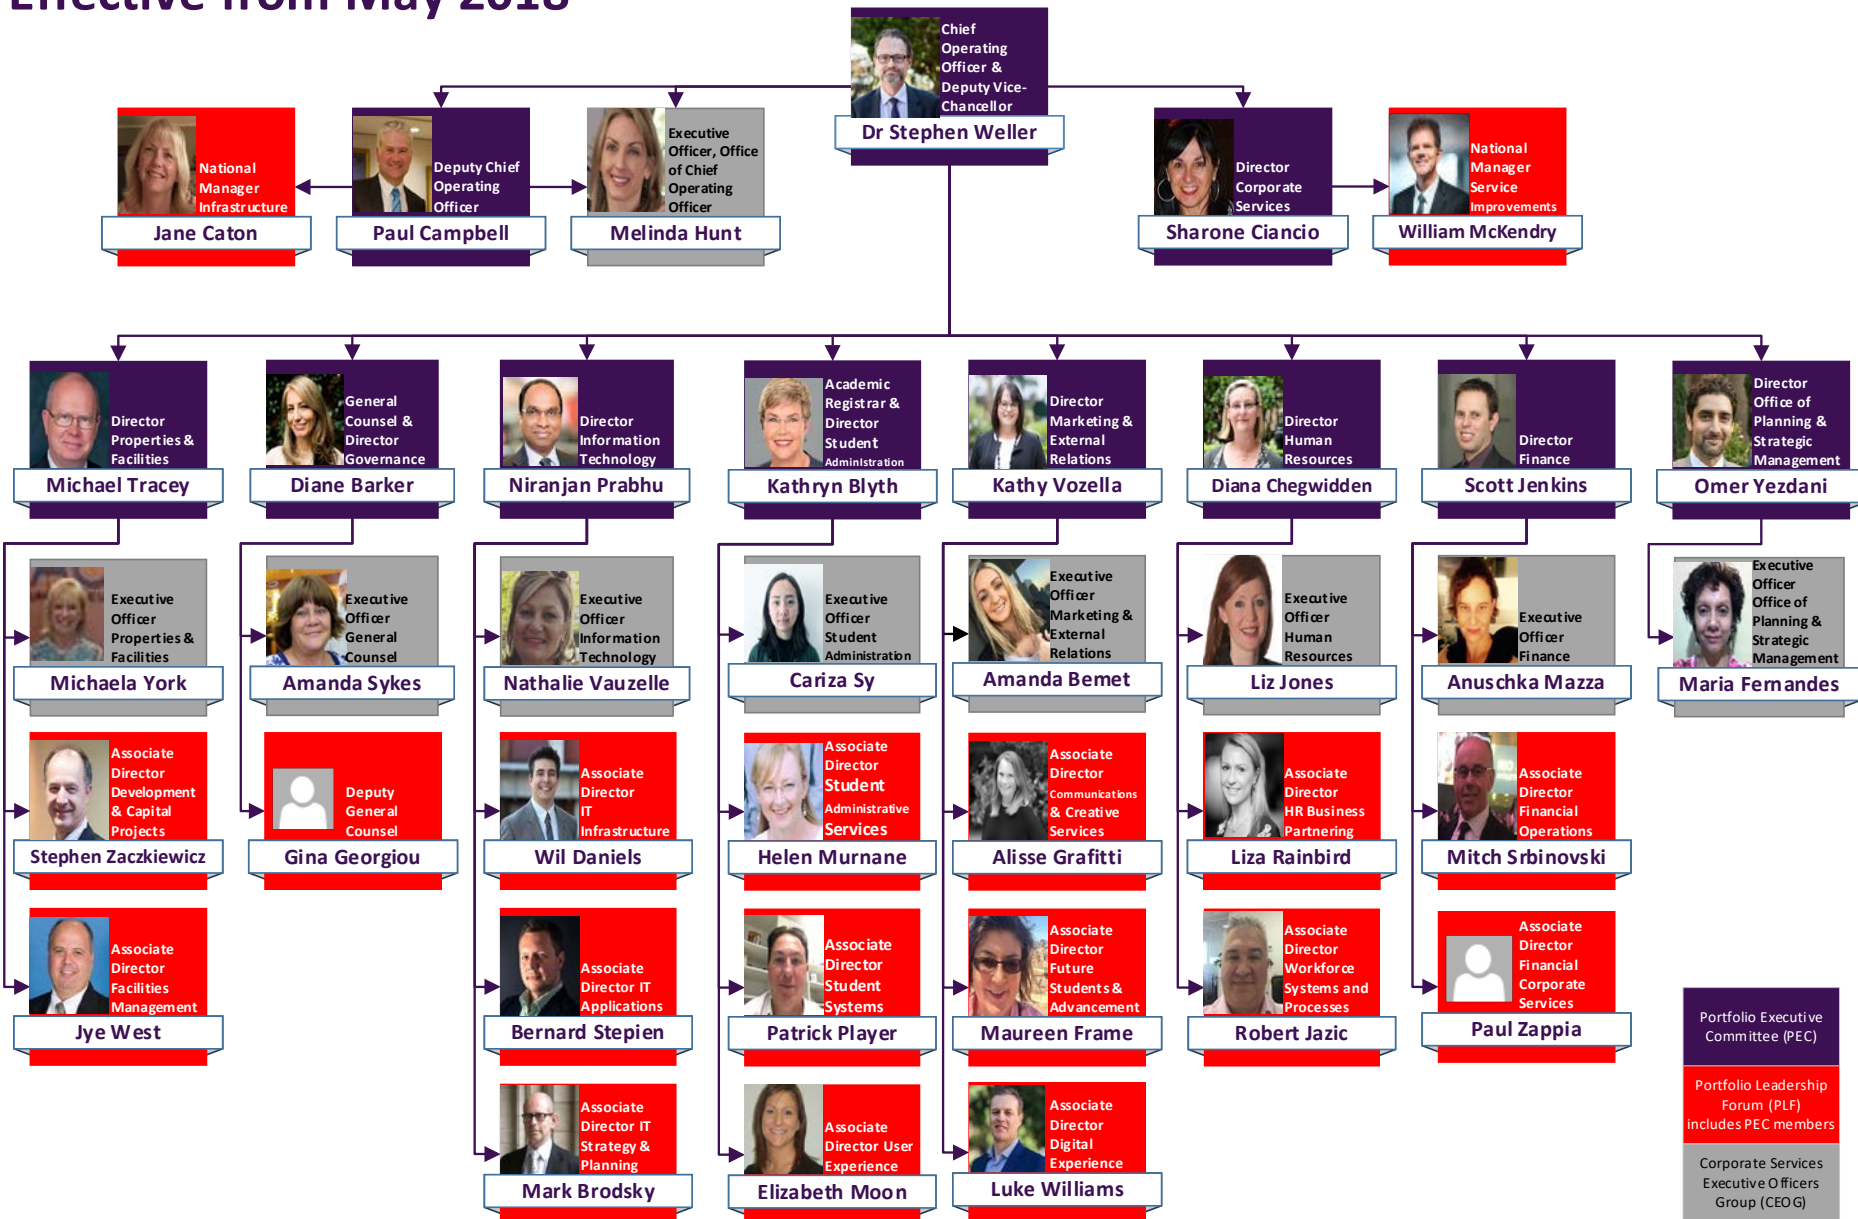 Effective from May 2018
Chief
Operating
Officer &
Deputy Vice-
Chancellor
Dr Stephen Weller
National
Manager
Infrastructure
Jane Caton
Deputy Chief
Operating
Officer
Paul Campbell
Executive
Officer, Office
of Chief
Operating
Officer
Melinda Hunt
Director
Corporate
Services
Sharone Ciancio
National
Manager
Service
Improvements
William McKendry
Director
Properties &
Facilities
Michael Tracey
General
Counsel &
Director
Governance
Diane Barker
Director
Information
Technology
Niranjan Prabhu
Academic
Registrar &
Director
Student
Administration
Kathryn Blyth
Director
Marketing &
External
Relations
Kathy Vozella
Director
Human
Resources
Diana Chegwidden
Director
Finance
Scott Jenkins
Director
Office of
Planning &
Strategic
Management
Omer Yezdani
Executive
Officer
Properties &
Facilities
Michaela York
Executive
Officer
General
Counsel
Amanda Sykes
Executive
Officer
Information
Technology
Nathalie Vauzelle
Executive
Officer
Student
Administration
Cariza Sy
Executive
Officer
Marketing &
External
Relations
Amanda Bemet
Executive
Officer
Human
Resources
Liz Jones
Executive
Officer
Finance
Anuschka Mazza
Executive
Officer
Office of
Planning &
Strategic
Management
Maria Fernandes
Associate
Director
Development
& Capital
Projects
Stephen Zaczkiewicz
Deputy
General
Counsel
Gina Georgiou
Associate
Director
IT
Infrastructure
Wil Daniels
Associate
Director
Student
Administrative
Services
Helen Murnane
Associate
Director
Communications
& Creative
Services
Alisse Grafitti
Associate
Director
HR Business
Partnering
Liza Rainbird
Associate
Director
Financial
Operations
Mitch Srbinovski
Associate
Director
Facilities
Management
Jye West
Associate
Director IT
Applications
Bernard Stepien
Associate
Director
Student
Systems
Patrick Player
Associate
Director
Future
Students &
Advancement
Maureen Frame
Associate
Director
Workforce
Systems and
Processes
Robert Jazic
Associate
Director
Financial
Corporate
Services
Paul Zappia
Associate
Director IT
Strategy &
Planning
Mark Brodsky
Associate
Director User
Experience
Elizabeth Moon
Associate
Director
Digital
Experience
Luke Williams
Portfolio Executive
Committee (PEC)
Portfolio Leadership
Forum (PLF)
includes PEC members
Corporate Services
Executive Officers
Group (CEOG)